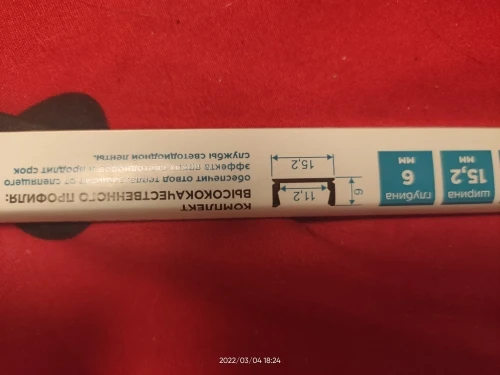 ширина
15,2
мм
глубина
6
мм
6
11,2
15,2
КОМПЛЕКТ
ВЫСОКОКАЧЕСТВЕННОГО ПРОФИЛЯ:
обеспечит отвод тепла, от слепящего
эффекта и продлит срок
службы светодиодной ленты.
2022/03/04 18:24